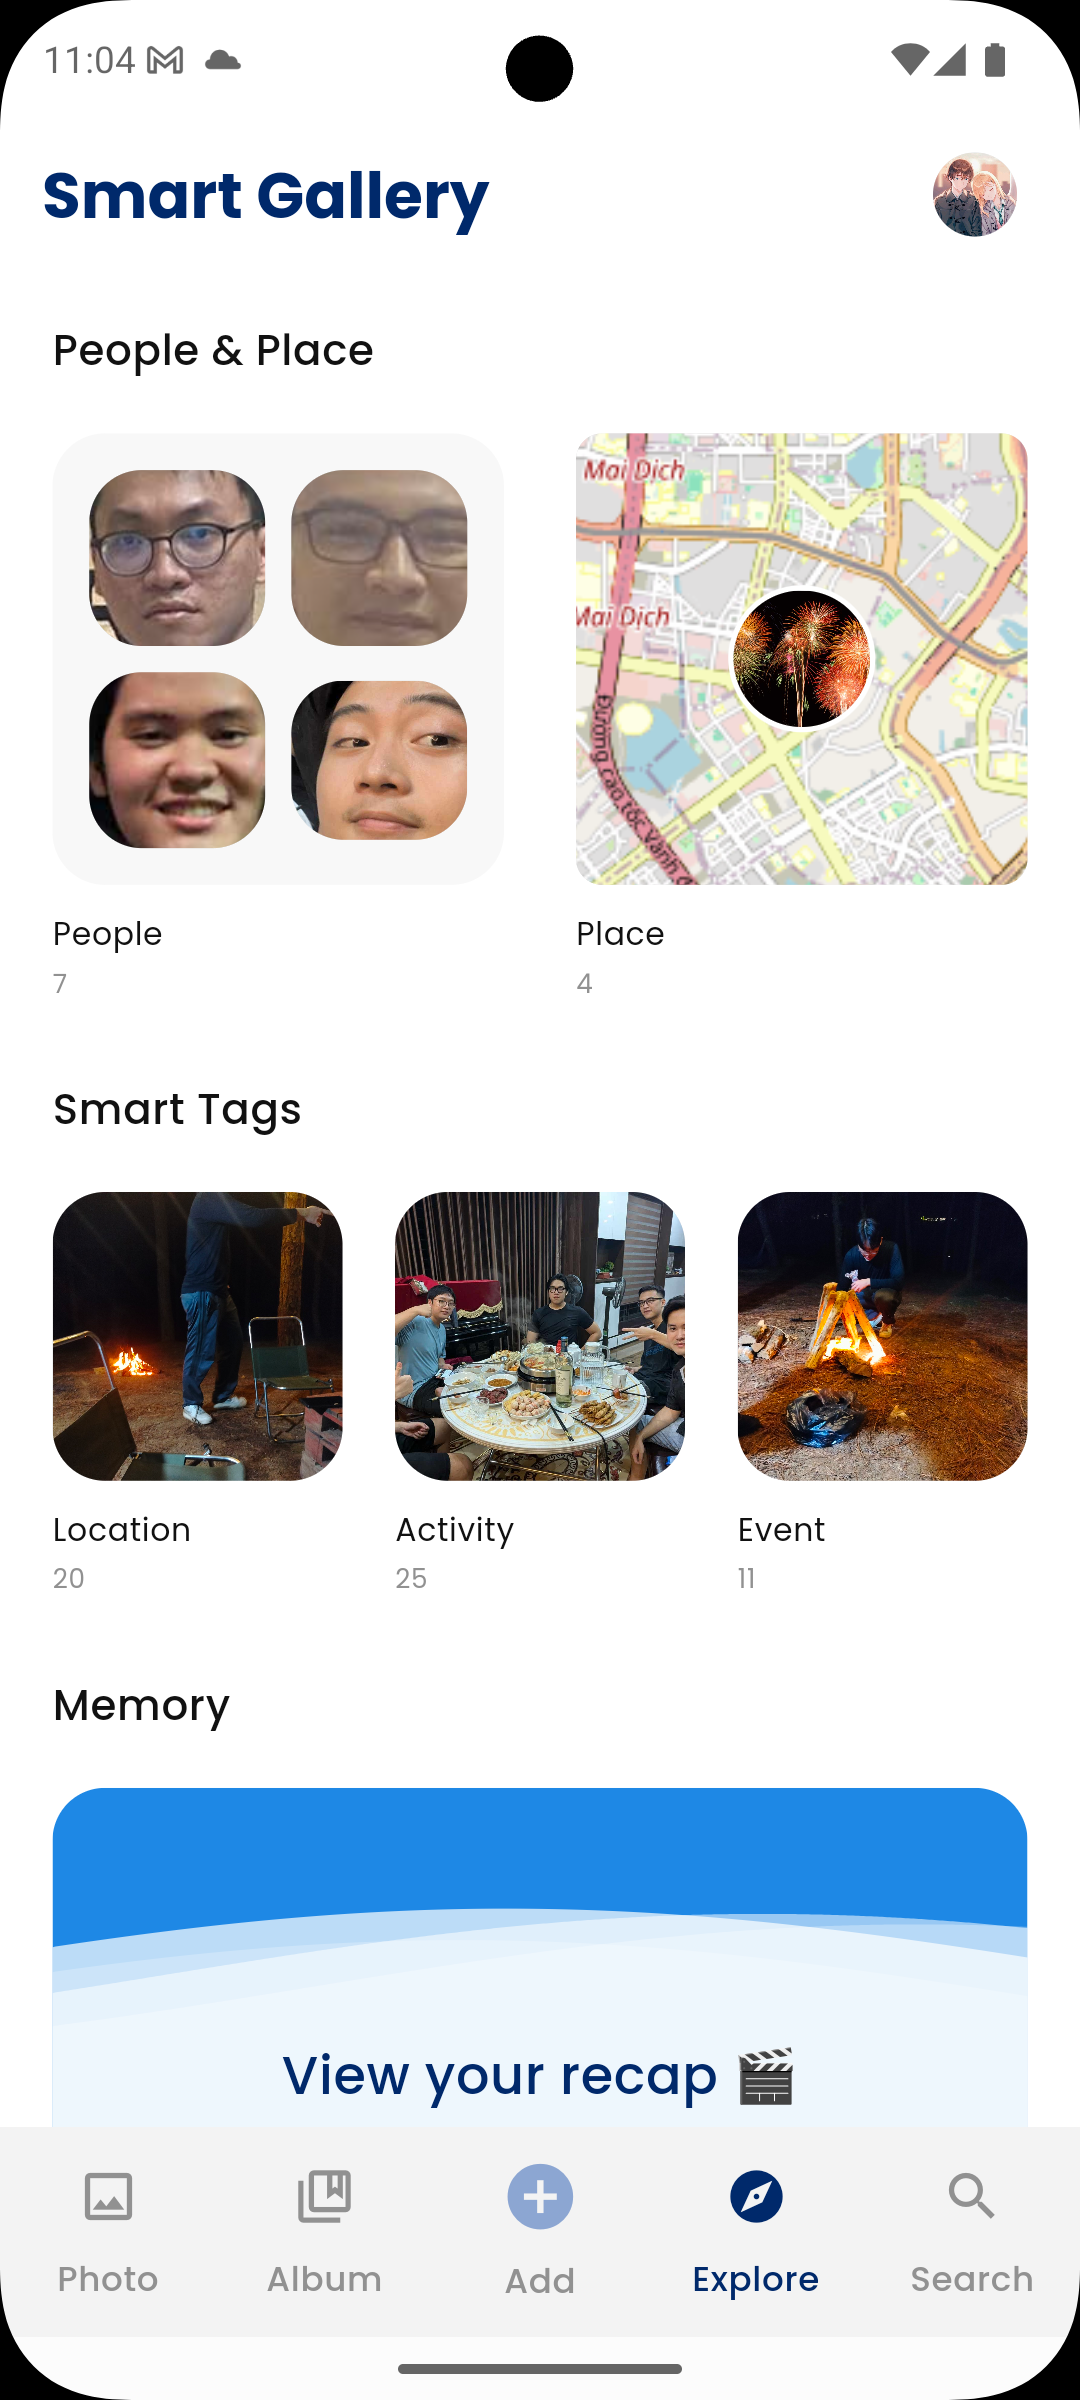 11:04
Smart Gallery
People & Place
Mai Dịch
Mai Dịch
Đường cao tốc Vành đ
People
7
Place
4
Smart Tags
Location
20
Activity
25
Event
11
Memory
View your recap 🎬
Photo
Album
Add
Explore
Search